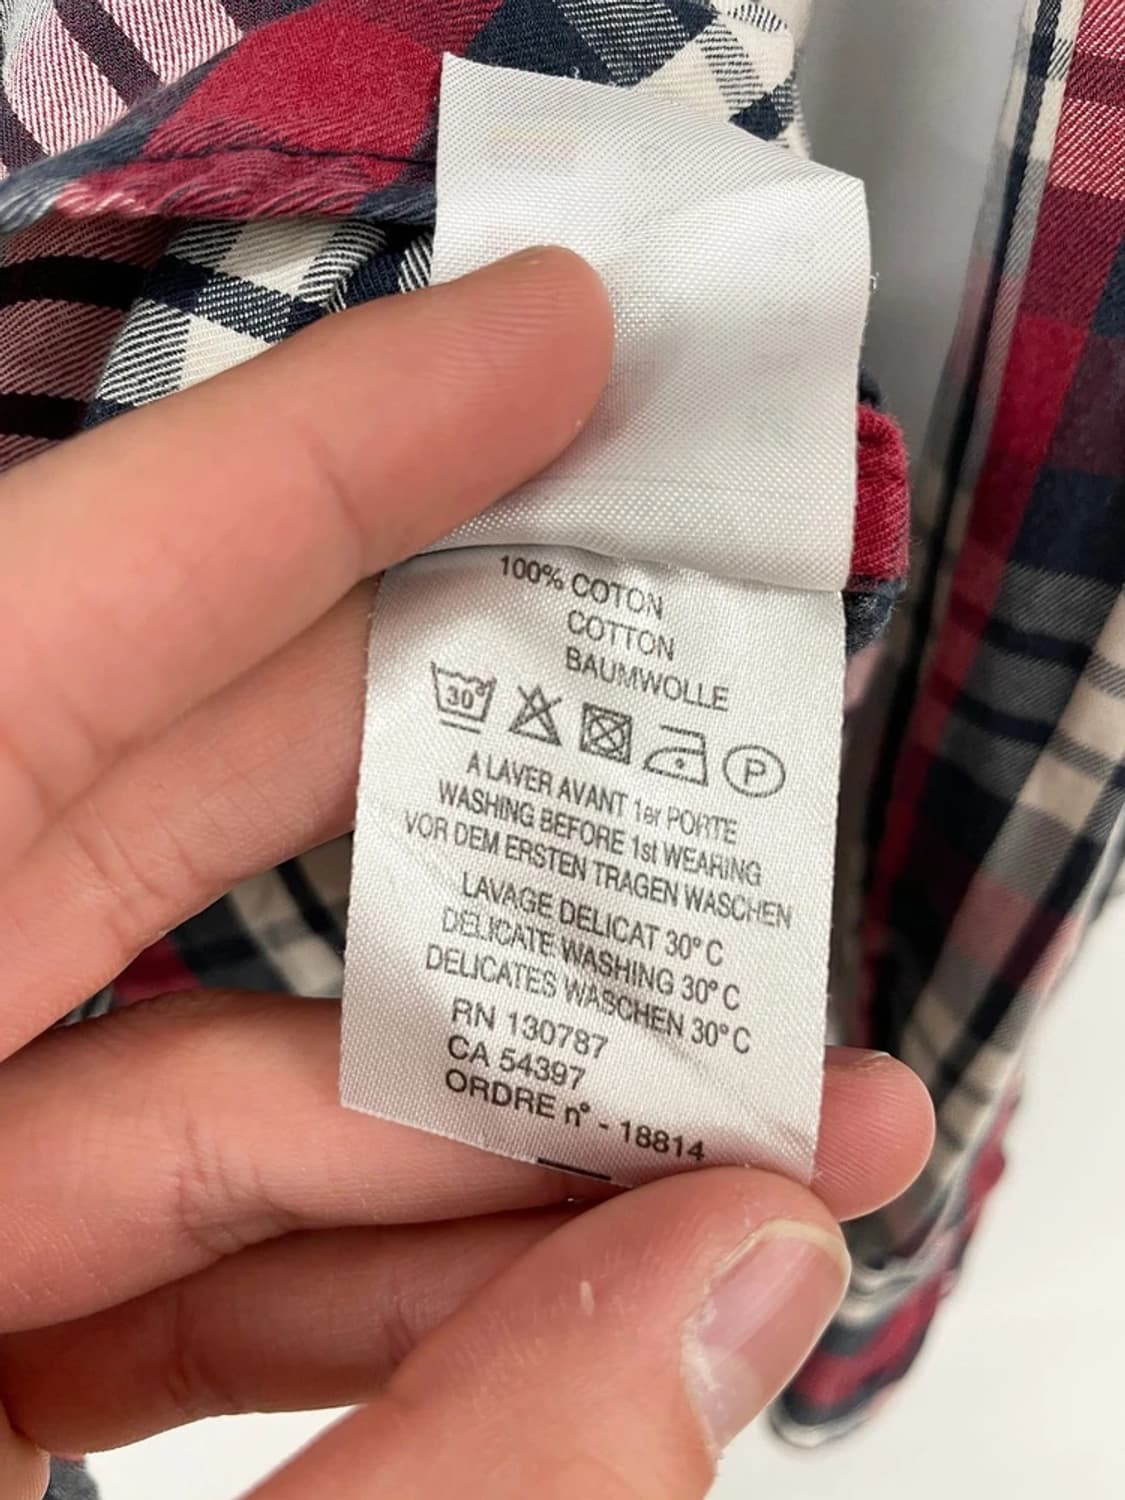 100% COTON
COTTON
BAUMWOLLE
30°
P
A LAVER AVANT 1er PORTE
WASHING BEFORE 1st WEARING
VOR DEM ERSTEN TRAGEN WASCHEN
LAVAGE DELICAT 30° C
DELICATE WASHING 30° C
DELICATES WASCHEN 30° C
RN 130787
CA 54397
ORDRE n° - 18814